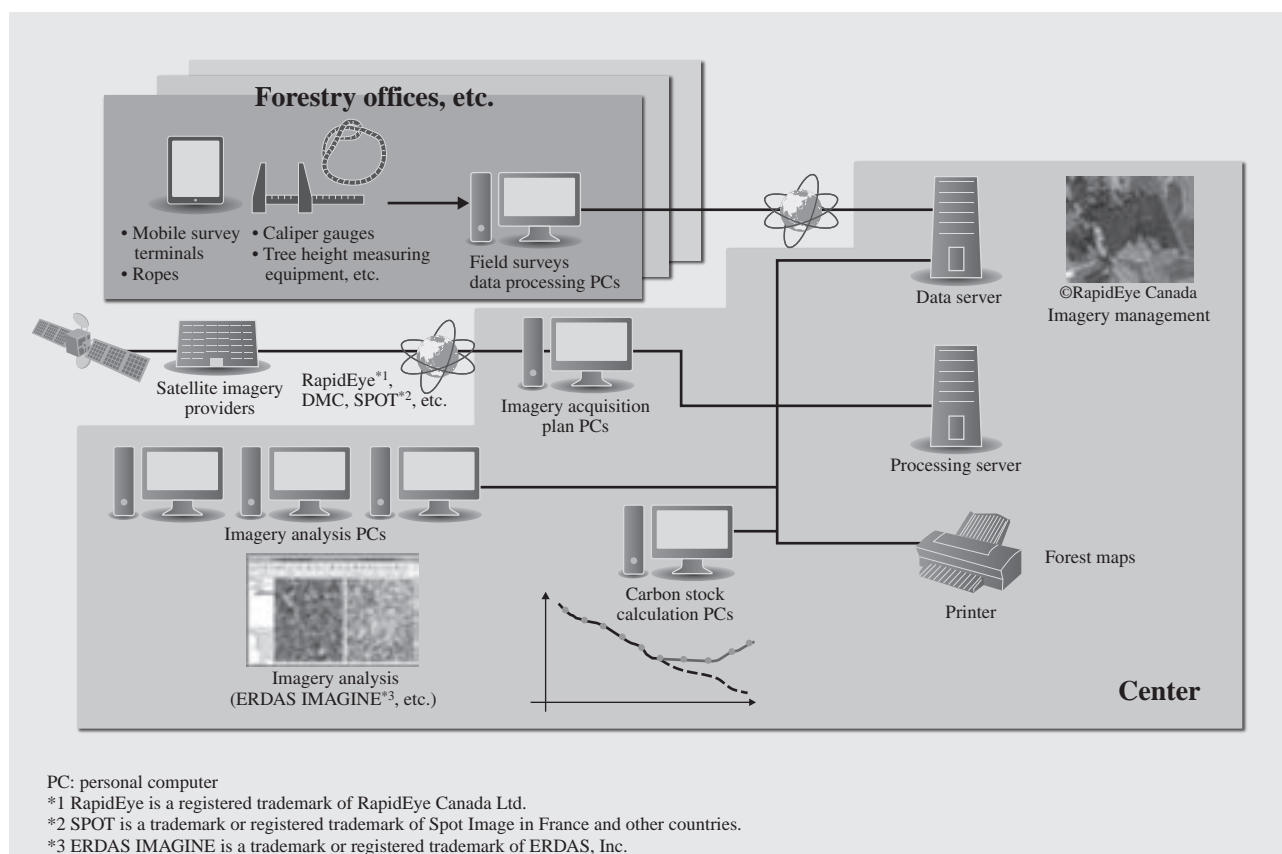 Forestry offices, etc.
• Mobile survey
terminals
• Ropes
• Caliper gauges
• Tree height measuring
equipment, etc.
Field surveys
data processing PCs
Data server
©RapidEye Canada
Imagery management
Satellite imagery
providers
RapidEye*1,
DMC, SPOT*2, etc.
Imagery acquisition
plan PCs
Processing server
Imagery analysis PCs
Carbon stock
calculation PCs
Forest maps
Printer
Imagery analysis
(ERDAS IMAGINE*3, etc.)
Center
PC: personal computer
*1 RapidEye is a registered trademark of RapidEye Canada Ltd.
*2 SPOT is a trademark or registered trademark of Spot Image in France and other countries.
*3 ERDAS IMAGINE is a trademark or registered trademark of ERDAS, Inc.